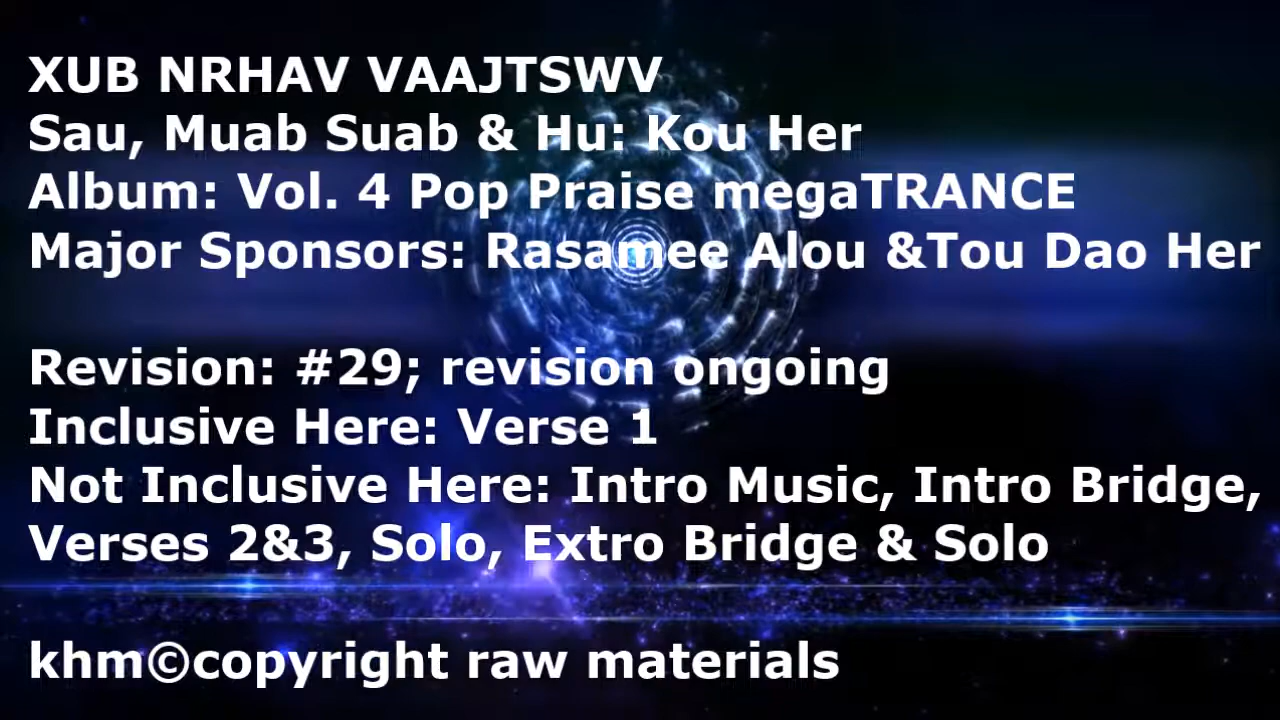 XUB NRHAV VAAJTSWV
Sau, Muab Suab & Hu: Kou Her
Album: Vol. 4 Pop Praise megaTRANCE
Major Sponsors: Rasamee Alou &Tou Dao Her
Revision: #29; revision ongoing
Inclusive Here: Verse 1
Not Inclusive Here: Intro Music, Intro Bridge,
Verses 2&3, Solo, Extro Bridge & Solo
khm©copyright raw materials